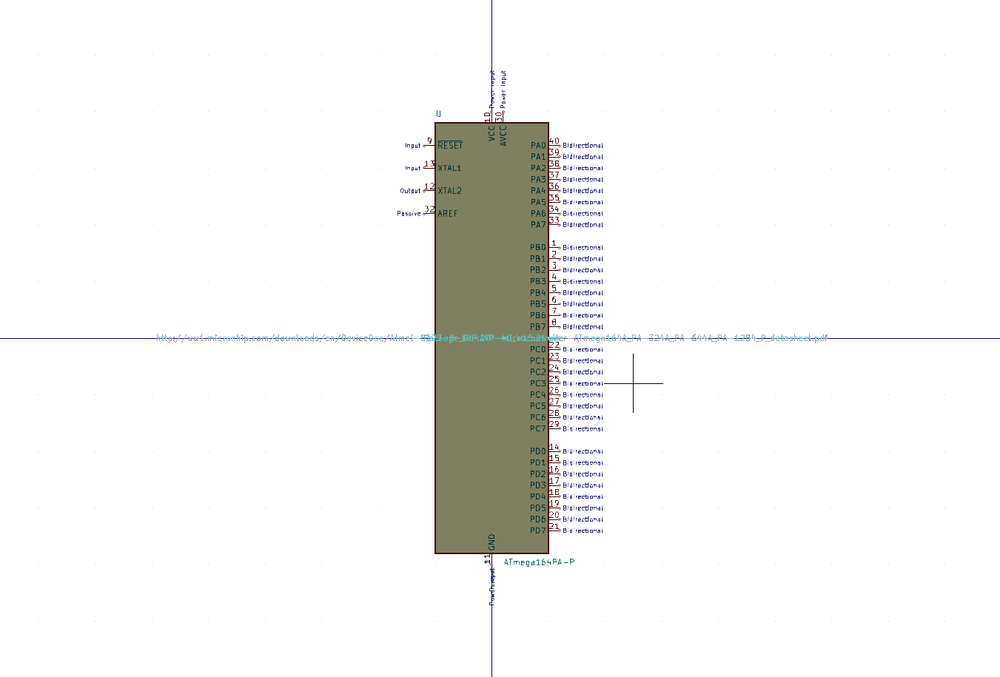 Power Input Power Input
U 10 30
VCC AVCC
Input 9 RESET PA0 40 Bidirectional
PA1 39 Bidirectional
Input 13 XTAL1 PA2 38 Bidirectional
PA3 37 Bidirectional
Output 12 XTAL2 PA4 36 Bidirectional
PA5 35 Bidirectional
Passive 32 AREF PA6 34 Bidirectional
PA7 33 Bidirectional
PB0 1 Bidirectional
PB1 2 Bidirectional
PB2 3 Bidirectional
PB3 4 Bidirectional
PB4 5 Bidirectional
PB5 6 Bidirectional
PB6 7 Bidirectional
PB7 8 Bidirectional
http://ww1.microchip.com/downloads/en/DeviceDoc/Atmel ATmega164A_PA 324A_PA 644A_PA 1284_P_datasheet.pdf
PC0 22 Bidirectional
PC1 23 Bidirectional
PC2 24 Bidirectional
PC3 25 Bidirectional
PC4 26 Bidirectional
PC5 27 Bidirectional
PC6 28 Bidirectional
PC7 29 Bidirectional
PD0 14 Bidirectional
PD1 15 Bidirectional
PD2 16 Bidirectional
PD3 17 Bidirectional
PD4 18 Bidirectional
PD5 19 Bidirectional
PD6 20 Bidirectional
PD7 21 Bidirectional
GND
ATmega164PA-P